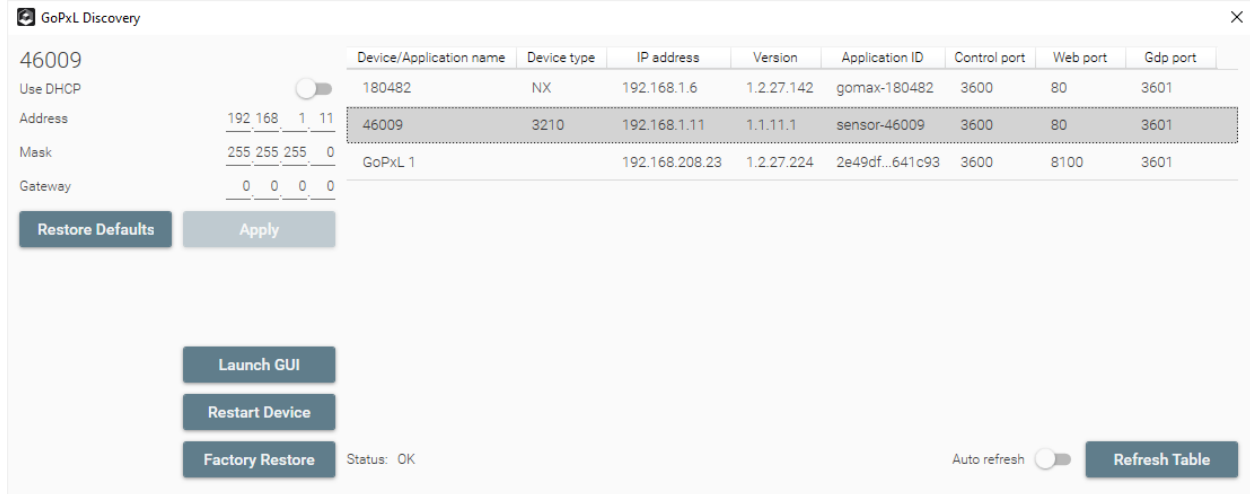 GoPxL Discovery
46009
Use DHCP
Address 192.168. 1. 11
Mask 255.255.255. 0
Gateway 0. 0. 0. 0
Restore Defaults Apply
Launch GUI
Restart Device
Factory Restore
Device/Application name Device type IP address Version Application ID Control port Web port Gdp port
180482 NX 192.168.1.6 1.2.27.142 gomax-180482 3600 80 3601
46009 3210 192.168.1.11 1.1.11.1 sensor-46009 3600 80 3601
GoPxL 1 192.168.208.23 1.2.27.224 2e49df...641c93 3600 8100 3601
Status: OK Auto refresh Refresh Table